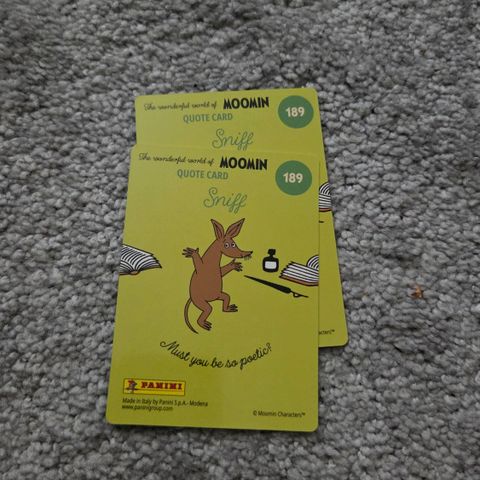 The wonderful world of MOOMIN
QUOTE CARD
189
Sniff
The wonderful world of MOOMIN
QUOTE CARD
189
Sniff
Must you be so poetic?
PANINI
Made in Italy by Panini S.p.A.- Modena
www.paninigroup.com
© Moomin Characters™
aracters™